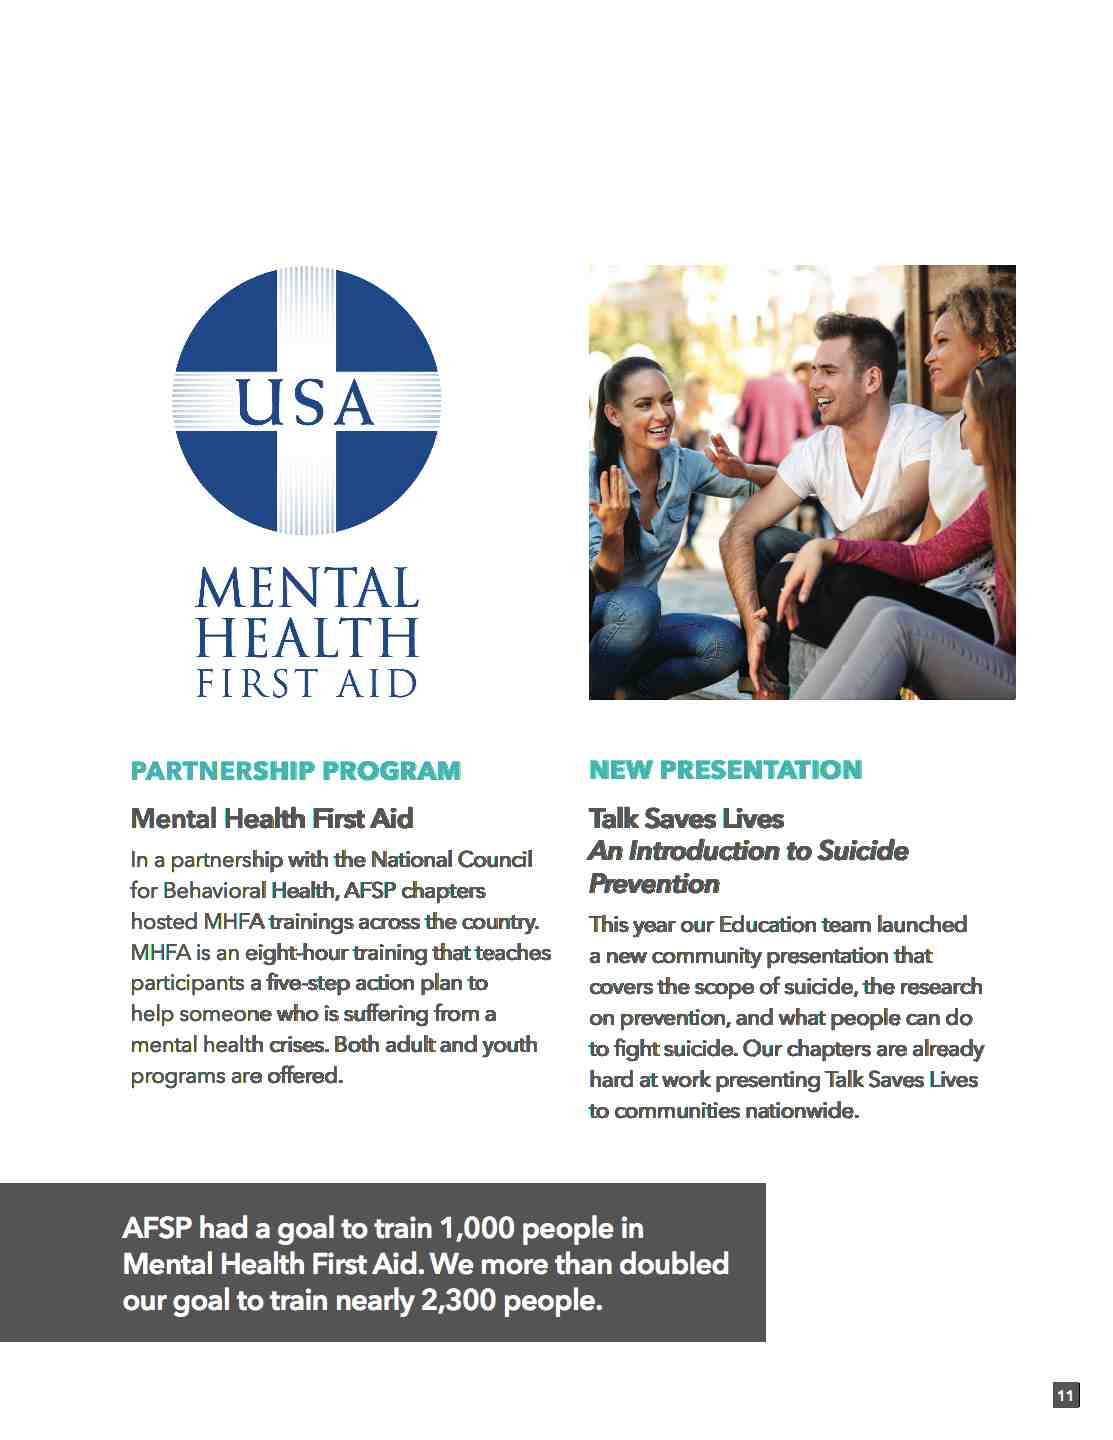 USA
MENTAL
HEALTH
FIRST AID
PARTNERSHIP PROGRAM
Mental Health First Aid
In a partnership with the National Council
for Behavioral Health, AFSP chapters
hosted MHFA trainings across the country.
MHFA is an eight-hour training that teaches
participants a five-step action plan to
help someone who is suffering from a
mental health crises. Both adult and youth
programs are offered.
NEW PRESENTATION
Talk Saves Lives
An Introduction to Suicide
Prevention
This year our Education team launched
a new community presentation that
covers the scope of suicide, the research
on prevention, and what people can do
to fight suicide. Our chapters are already
hard at work presenting Talk Saves Lives
to communities nationwide.
AFSP had a goal to train 1,000 people in
Mental Health First Aid. We more than doubled
our goal to train nearly 2,300 people.
11